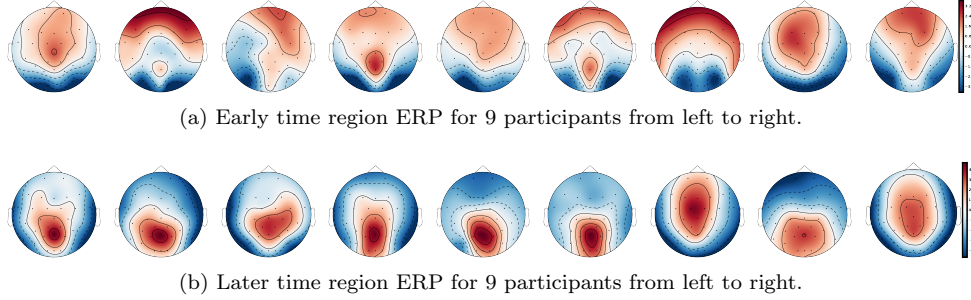 (a) Early time region ERP for 9 participants from left to right.
(b) Later time region ERP for 9 participants from left to right.